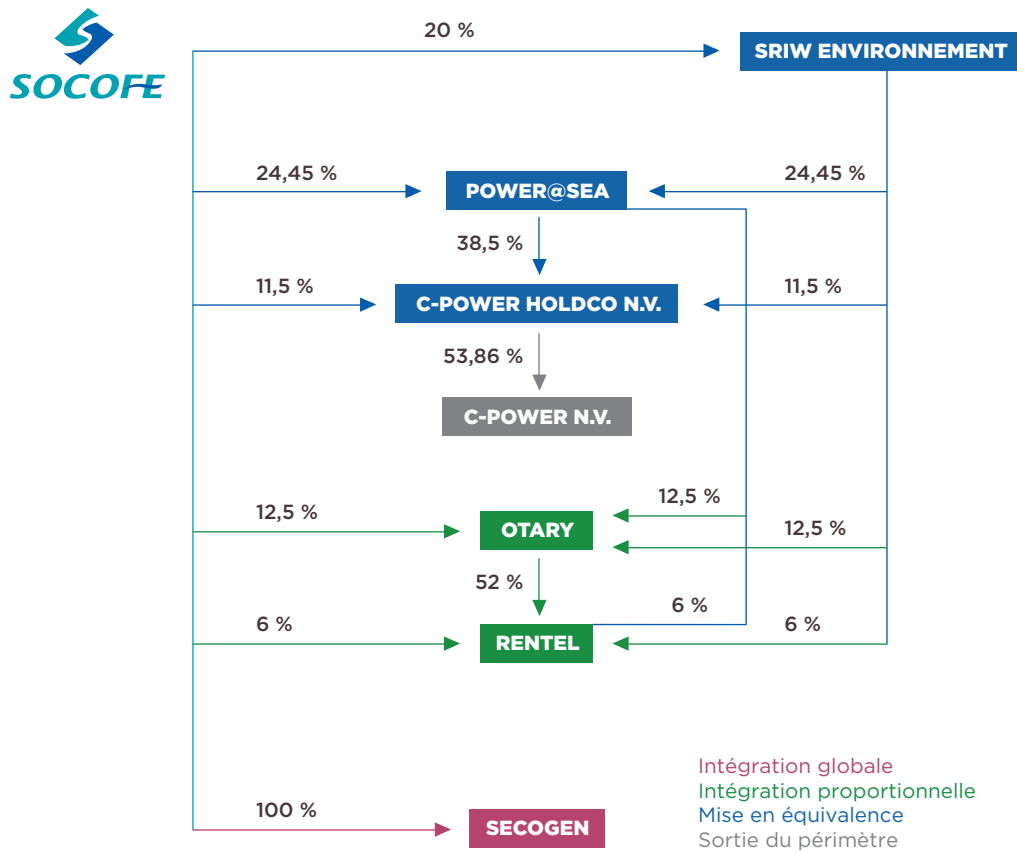 20 %
SRIW ENVIRONNEMENT
SOCOFE
24,45 %
POWER@SEA
24,45 %
38,5 %
11,5 %
C-POWER HOLDCO N.V.
11,5 %
53,86 %
C-POWER N.V.
12,5 %
12,5 %
OTARY
12,5 %
52 %
6 %
6 %
RENTEL
6 %
Intégration globale
Intégration proportionnelle
Mise en équivalence
Sortie du périmètre
100 %
SECOGEN